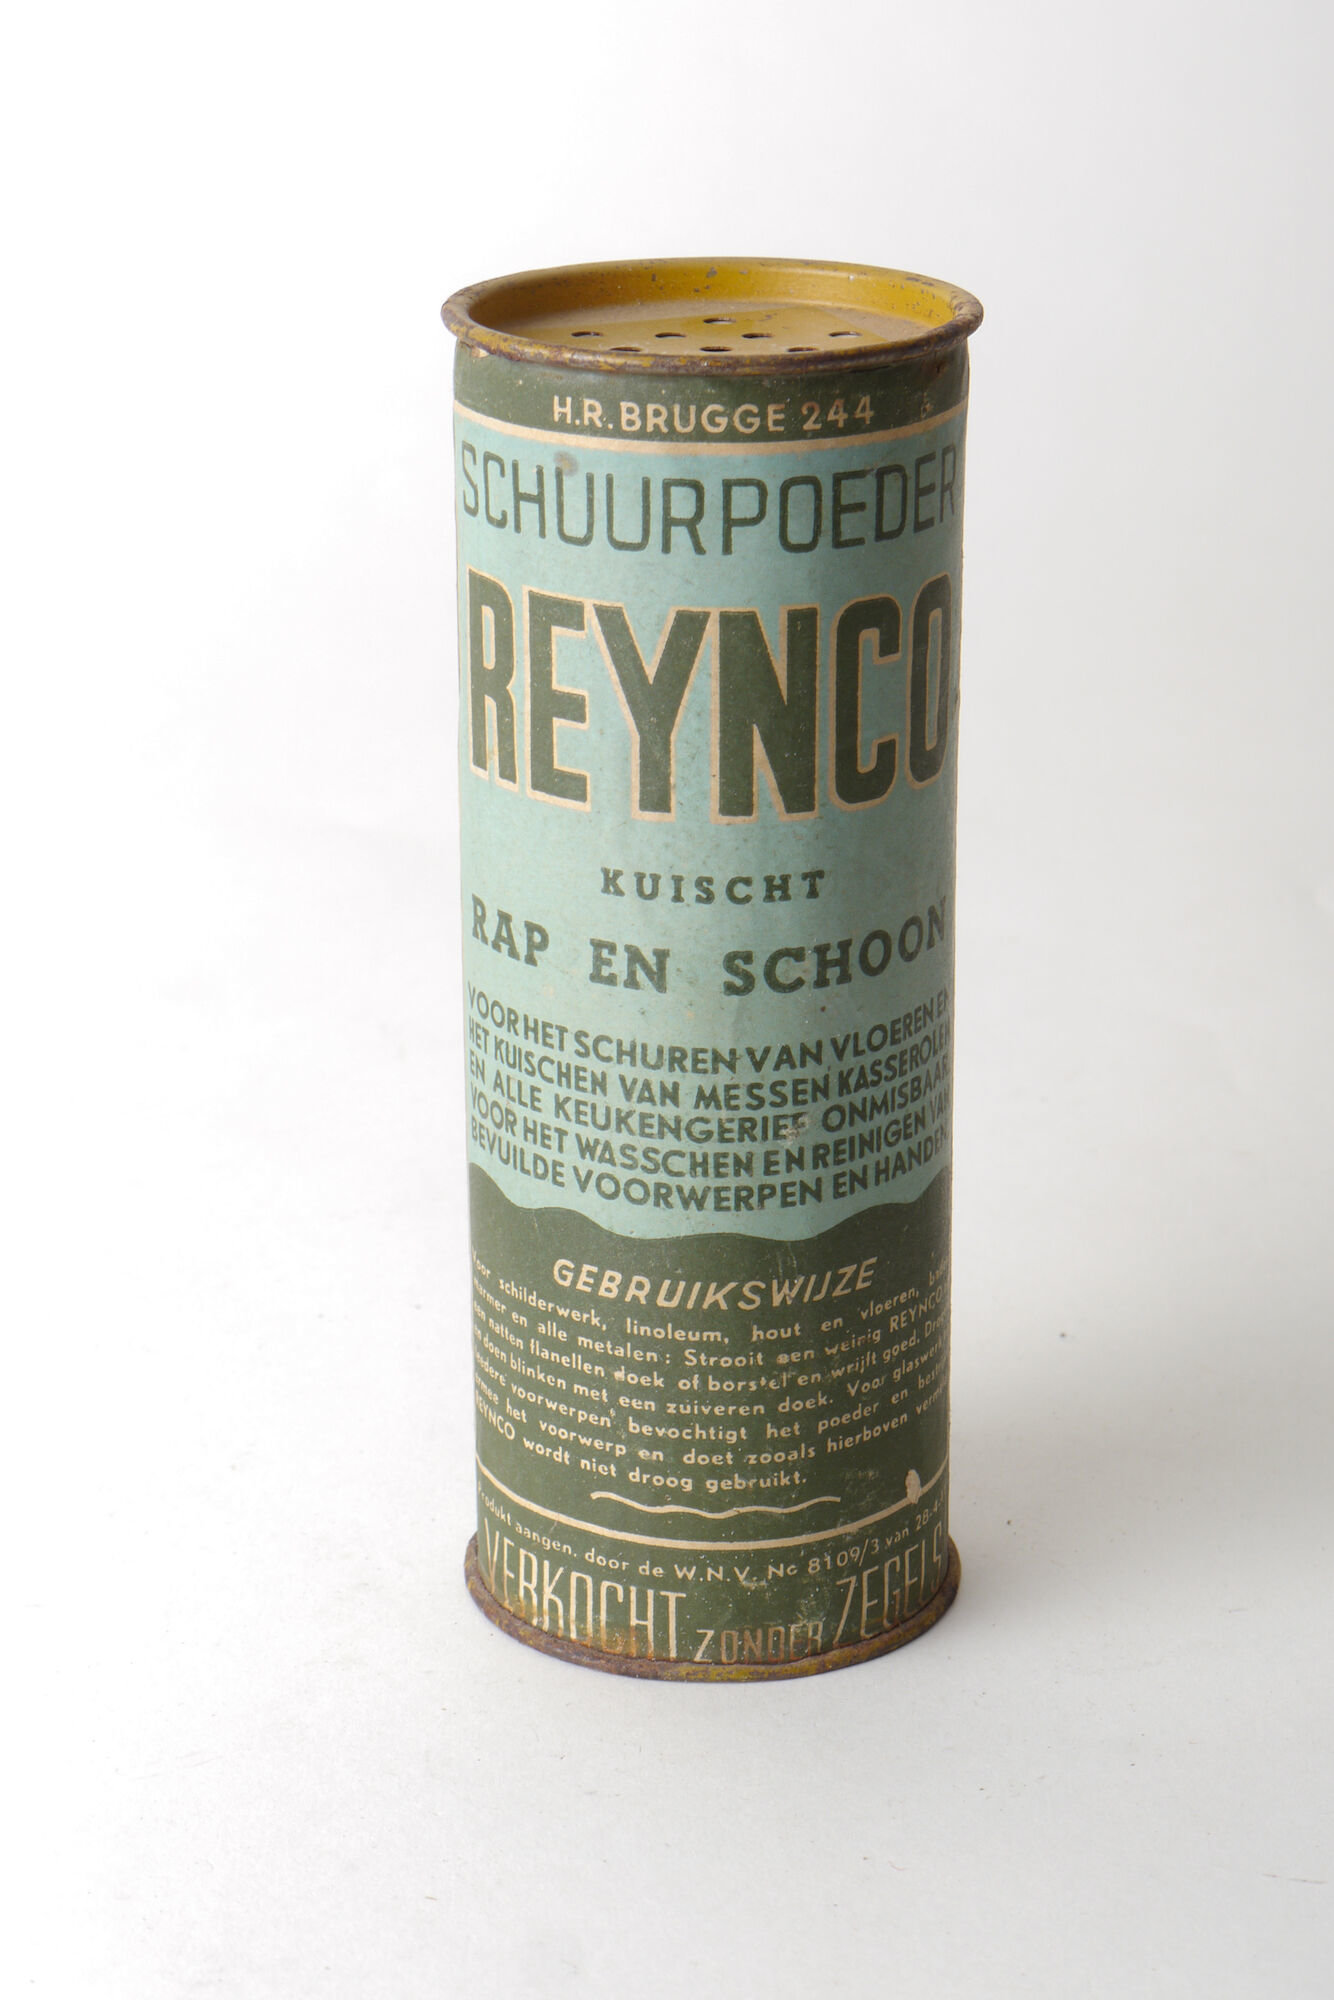 H.R. BRUGGE 244
SCHUURPOEDER
REYNCO
KUISCHT
RAP EN SCHOON
VOOR HET SCHUREN VAN VLOEREN EN
HET KUISCHEN VAN MESSEN KASSEROLEN
EN ALLE KEUKENGERIEF ONMISBAAR
VOOR HET WASSCHEN EN REINIGEN VAN
BEVUILDE VOORWERPEN EN HANDEN
GEBRUIKSWIJZE
Voor schilderwerk, linoleum, hout en vloeren,
marmer en alle metalen: Strooit een weinig REYNCO
een natten flanellen doek of borstel en wrijft goed.
en doen blinken met een zuiveren doek. Voor glaswerk
voorwerpen bevochtigt het poeder en
ermee het voorwerp en doet zooals hierboven
REYNCO wordt niet droog gebruikt.
Produkt aangen. door de W.N.V. No 8109/3 van
VERKOCHT ZONDER ZEGELS